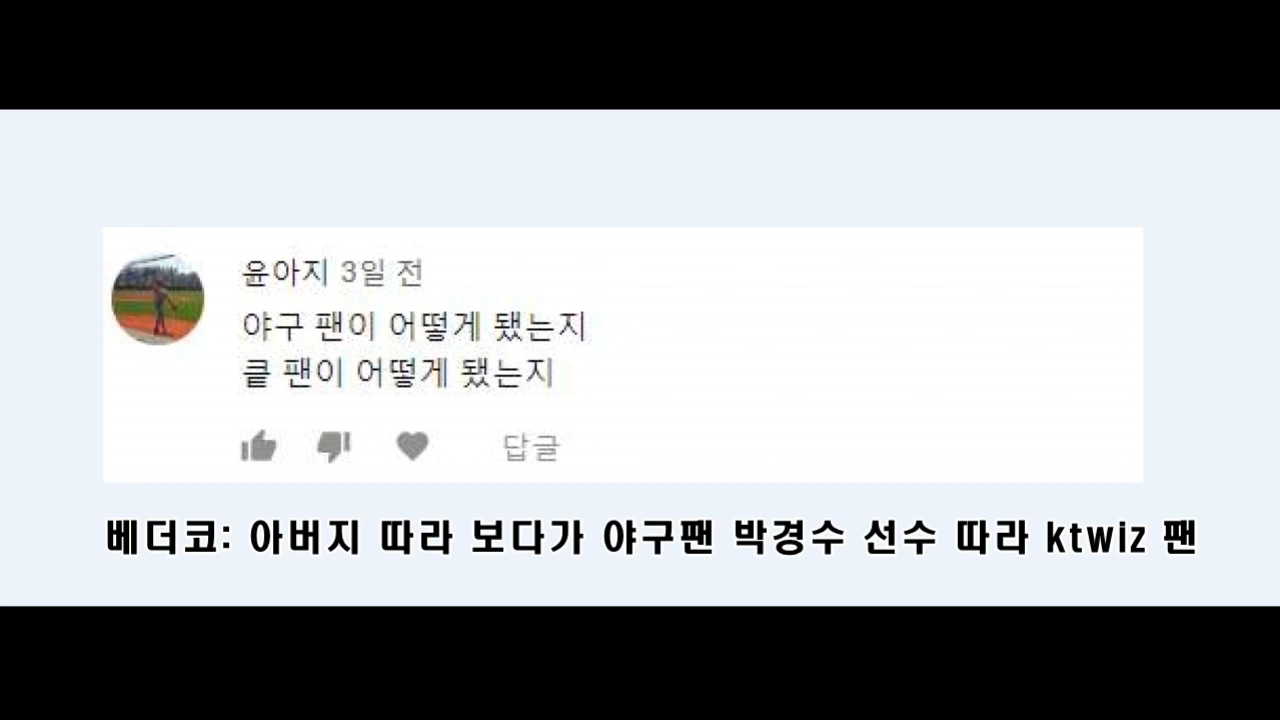 윤아지 3일 전
야구 팬이 어떻게 됐는지
큩 팬이 어떻게 됐는지
답글
베더코: 아버지 따라 보다가 야구팬 박경수 선수 따라 ktwiz 팬